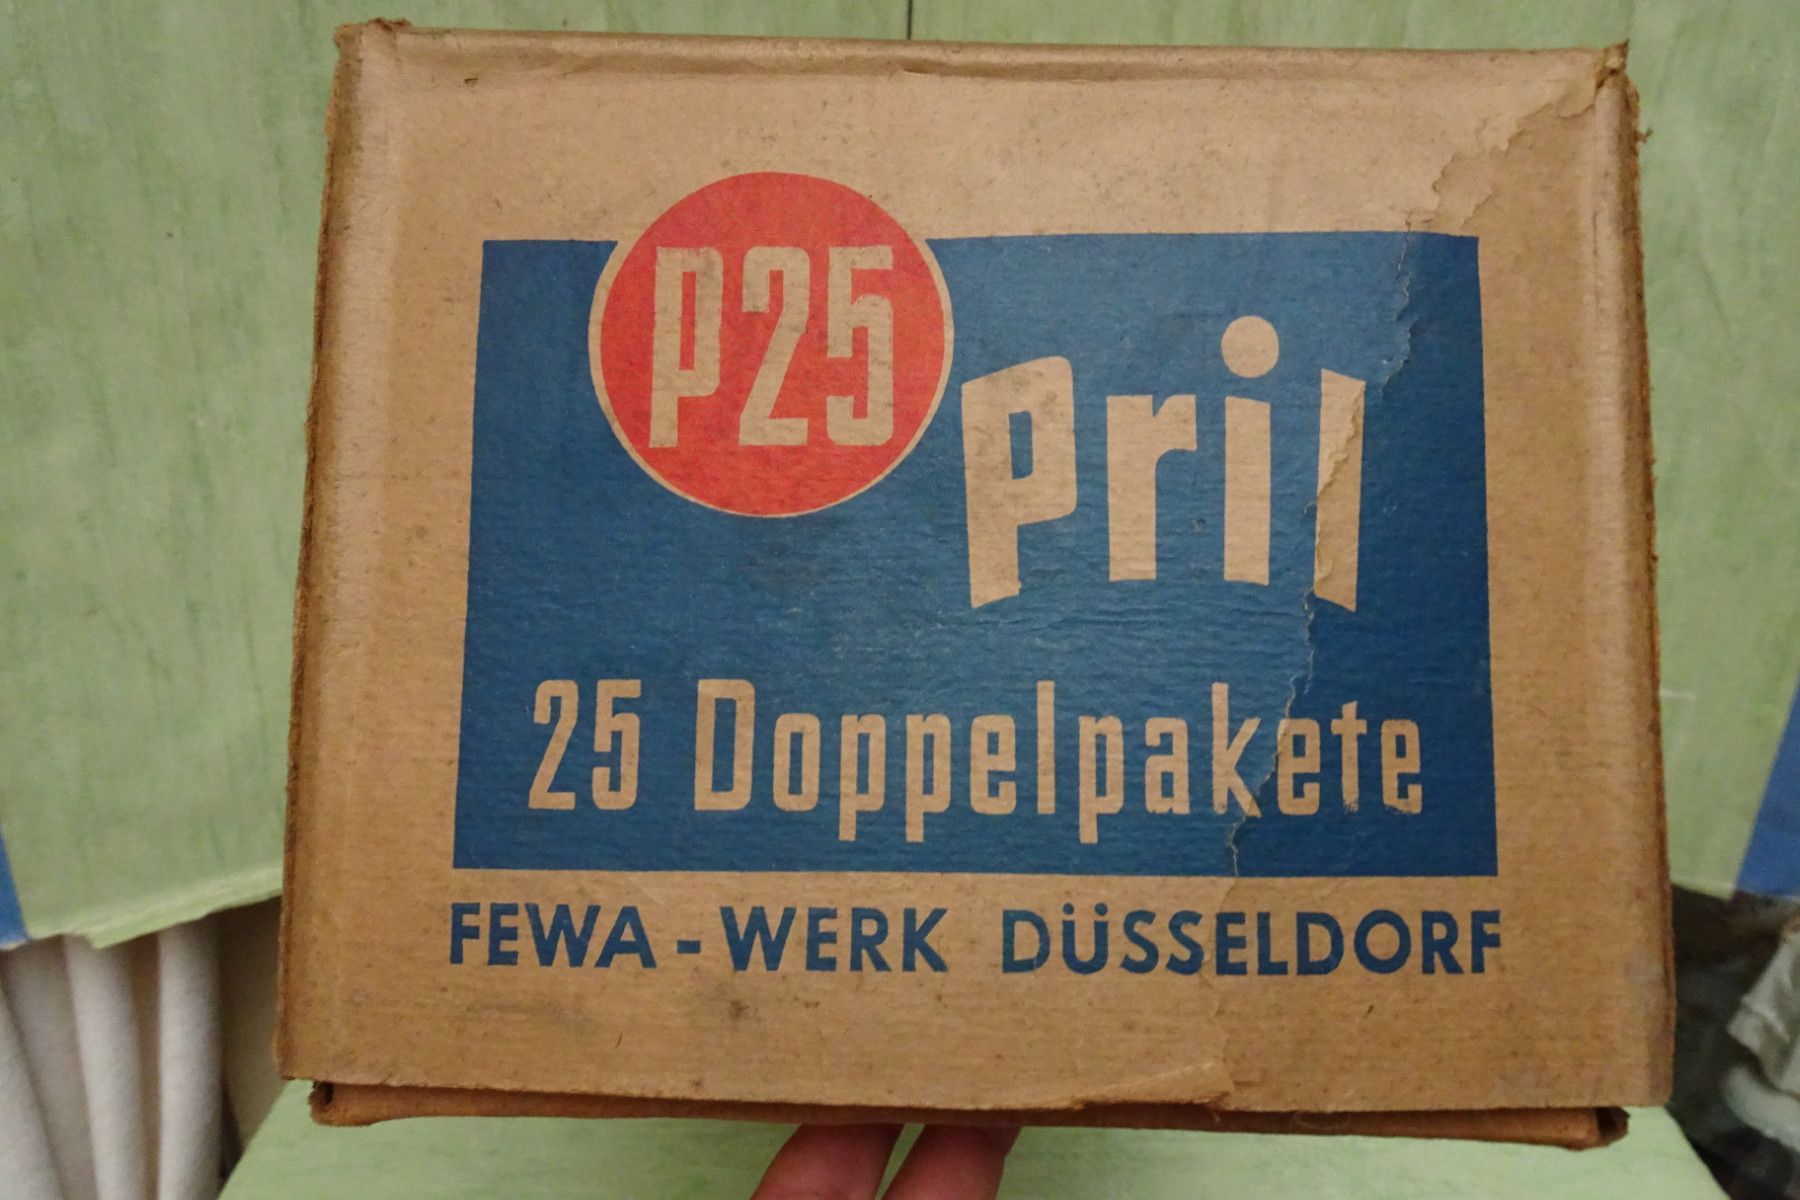 P25
Pril
25 Doppelpakete
FEWA-WERK DÜSSELDORF